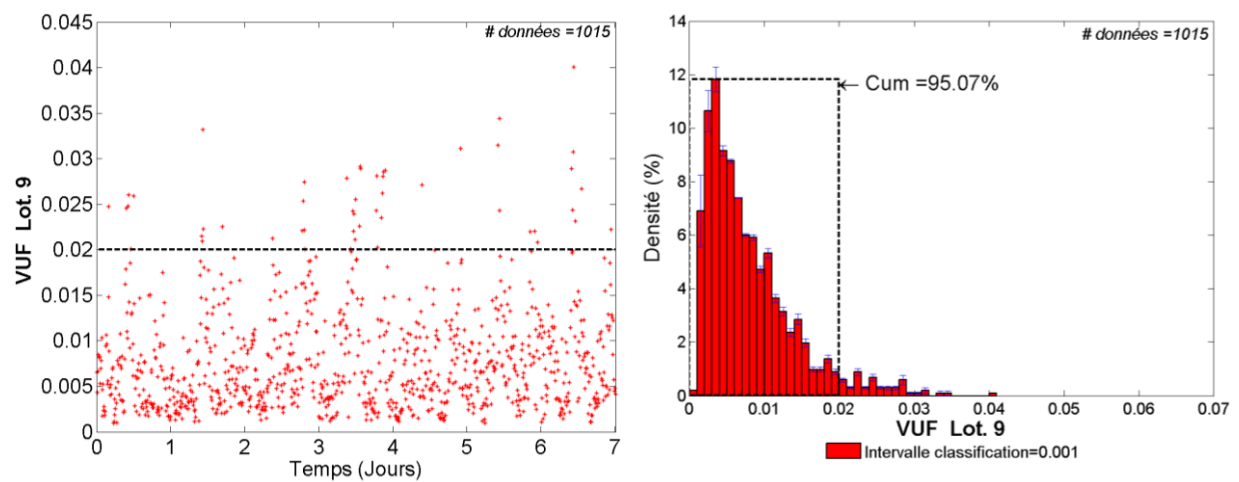 # données =1015
0.045
0.04
0.035
0.03
0.025
0.02
0.015
0.01
0.005
0
VUF Lot. 9
0 1 2 3 4 5 6 7
Temps (Jours)
# données =1015
14
12
10
8
6
4
2
0
Densité (%)
← Cum =95.07%
0 0.01 0.02 0.03 0.04 0.05 0.06 0.07
VUF Lot. 9
Intervalle classification=0.001